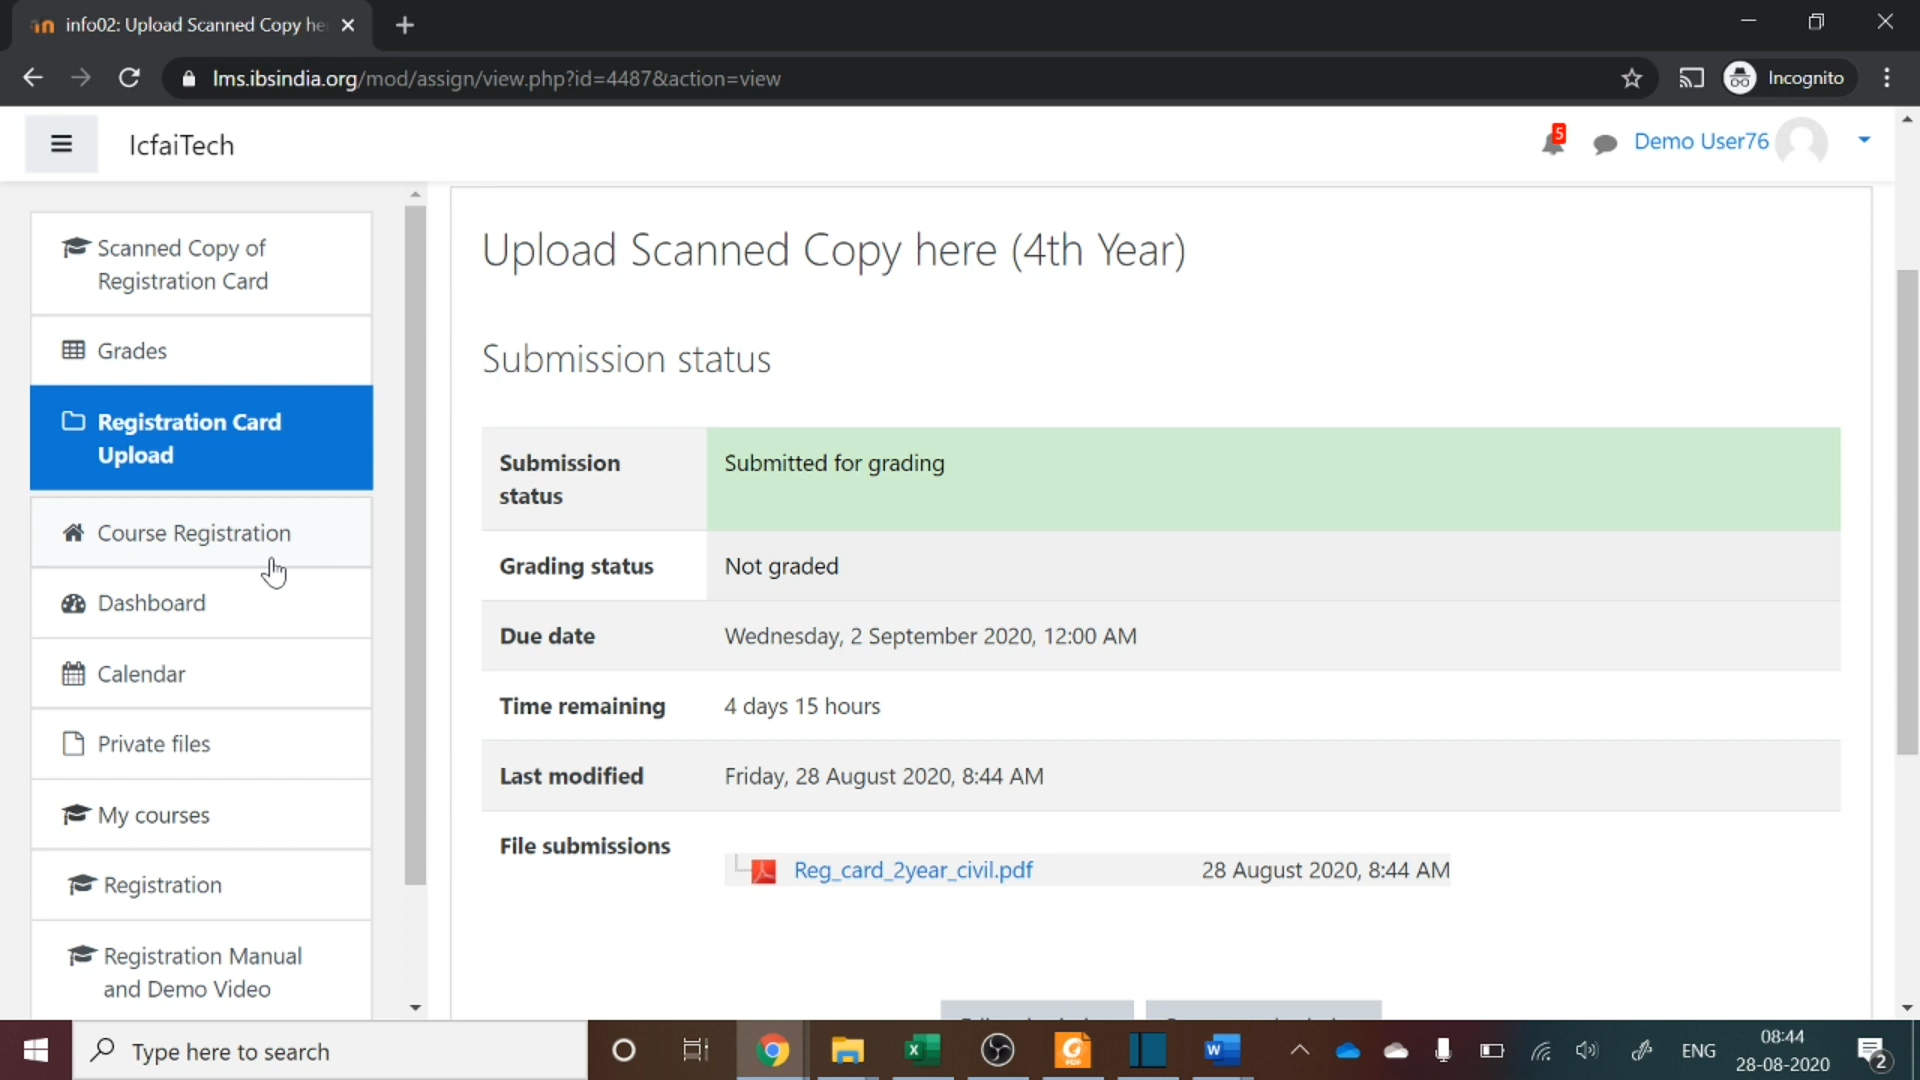 info02: Upload Scanned Copy he
lms.ibsindia.org/mod/assign/view.php?id=4487&action=view
Incognito
IcfaiTech
5
Demo User76
Scanned Copy of
Registration Card
Grades
Registration Card
Upload
Course Registration
Dashboard
Calendar
Private files
My courses
Registration
Registration Manual
and Demo Video
Upload Scanned Copy here (4th Year)
Submission status
Submission
status
Submitted for grading
Grading status
Not graded
Due date
Wednesday, 2 September 2020, 12:00 AM
Time remaining
4 days 15 hours
Last modified
Friday, 28 August 2020, 8:44 AM
File submissions
Reg_card_2year_civil.pdf
28 August 2020, 8:44 AM
Type here to search
ENG
08:44
28-08-2020
2